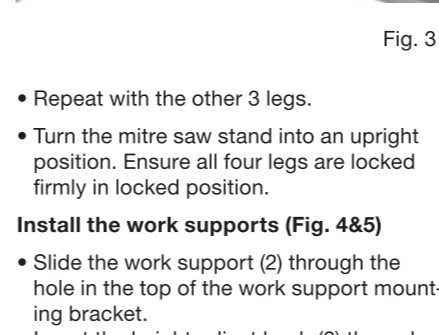 Fig. 3
• Repeat with the other 3 legs.
• Turn the mitre saw stand into an upright
position. Ensure all four legs are locked
firmly in locked position.
Install the work supports (Fig. 4&5)
• Slide the work support (2) through the
hole in the top of the work support mount-
ing bracket.